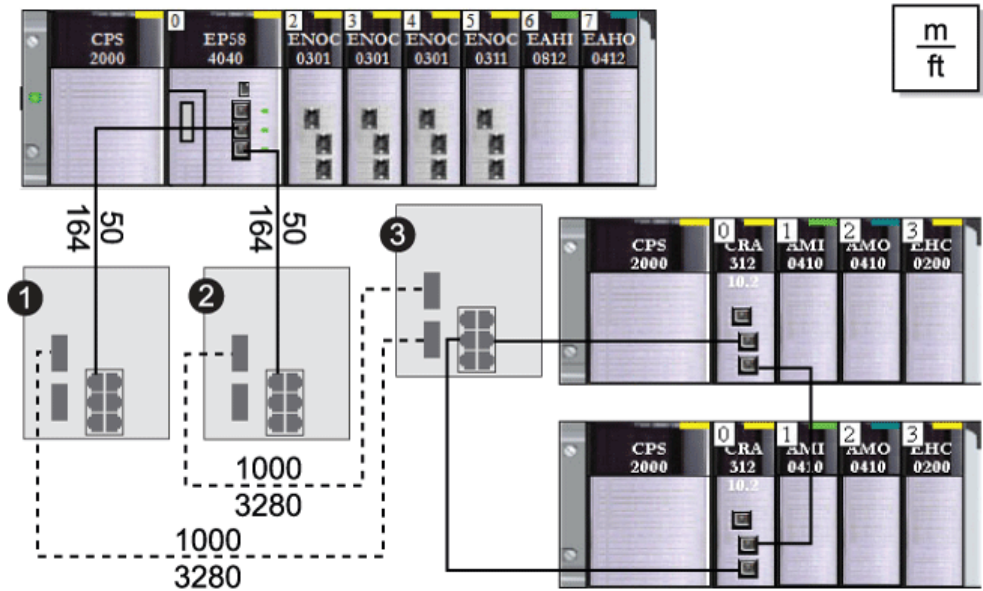 0 2 3 4 5 6 7
CPS EP58 ENOC ENOC ENOC ENOC EAHI EAHO
2000 4040 0301 0301 0301 0311 0812 0412
m
ft
50
164
50
164
3
1
2
0 1 2 3
CPS CRA AMI AMO EHC
2000 312 0410 0410 0200
10.2
0 1 2 3
CPS CRA AMI AMO EHC
2000 312 0410 0410 0200
10.2
1000
3280
1000
3280